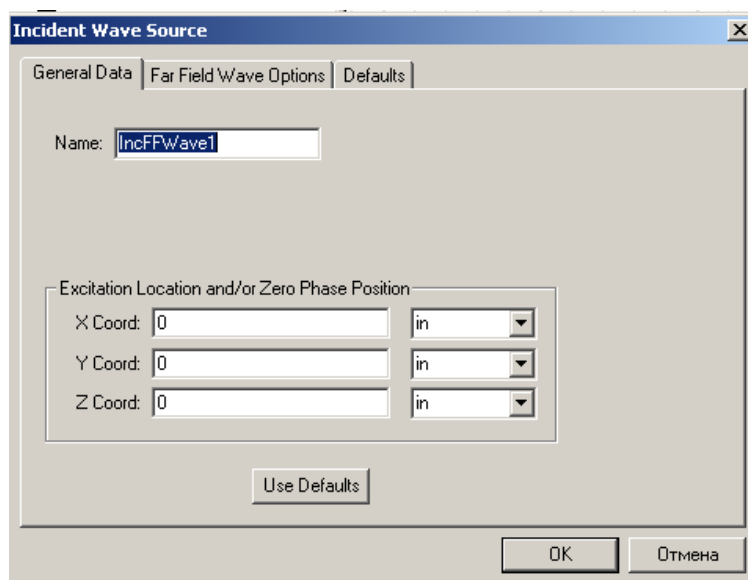 Incident Wave Source
General Data Far Field Wave Options Defaults
Name: IncFFWave1
Excitation Location and/or Zero Phase Position
X Coord: 0 in
Y Coord: 0 in
Z Coord: 0 in
Use Defaults
OK Отмена